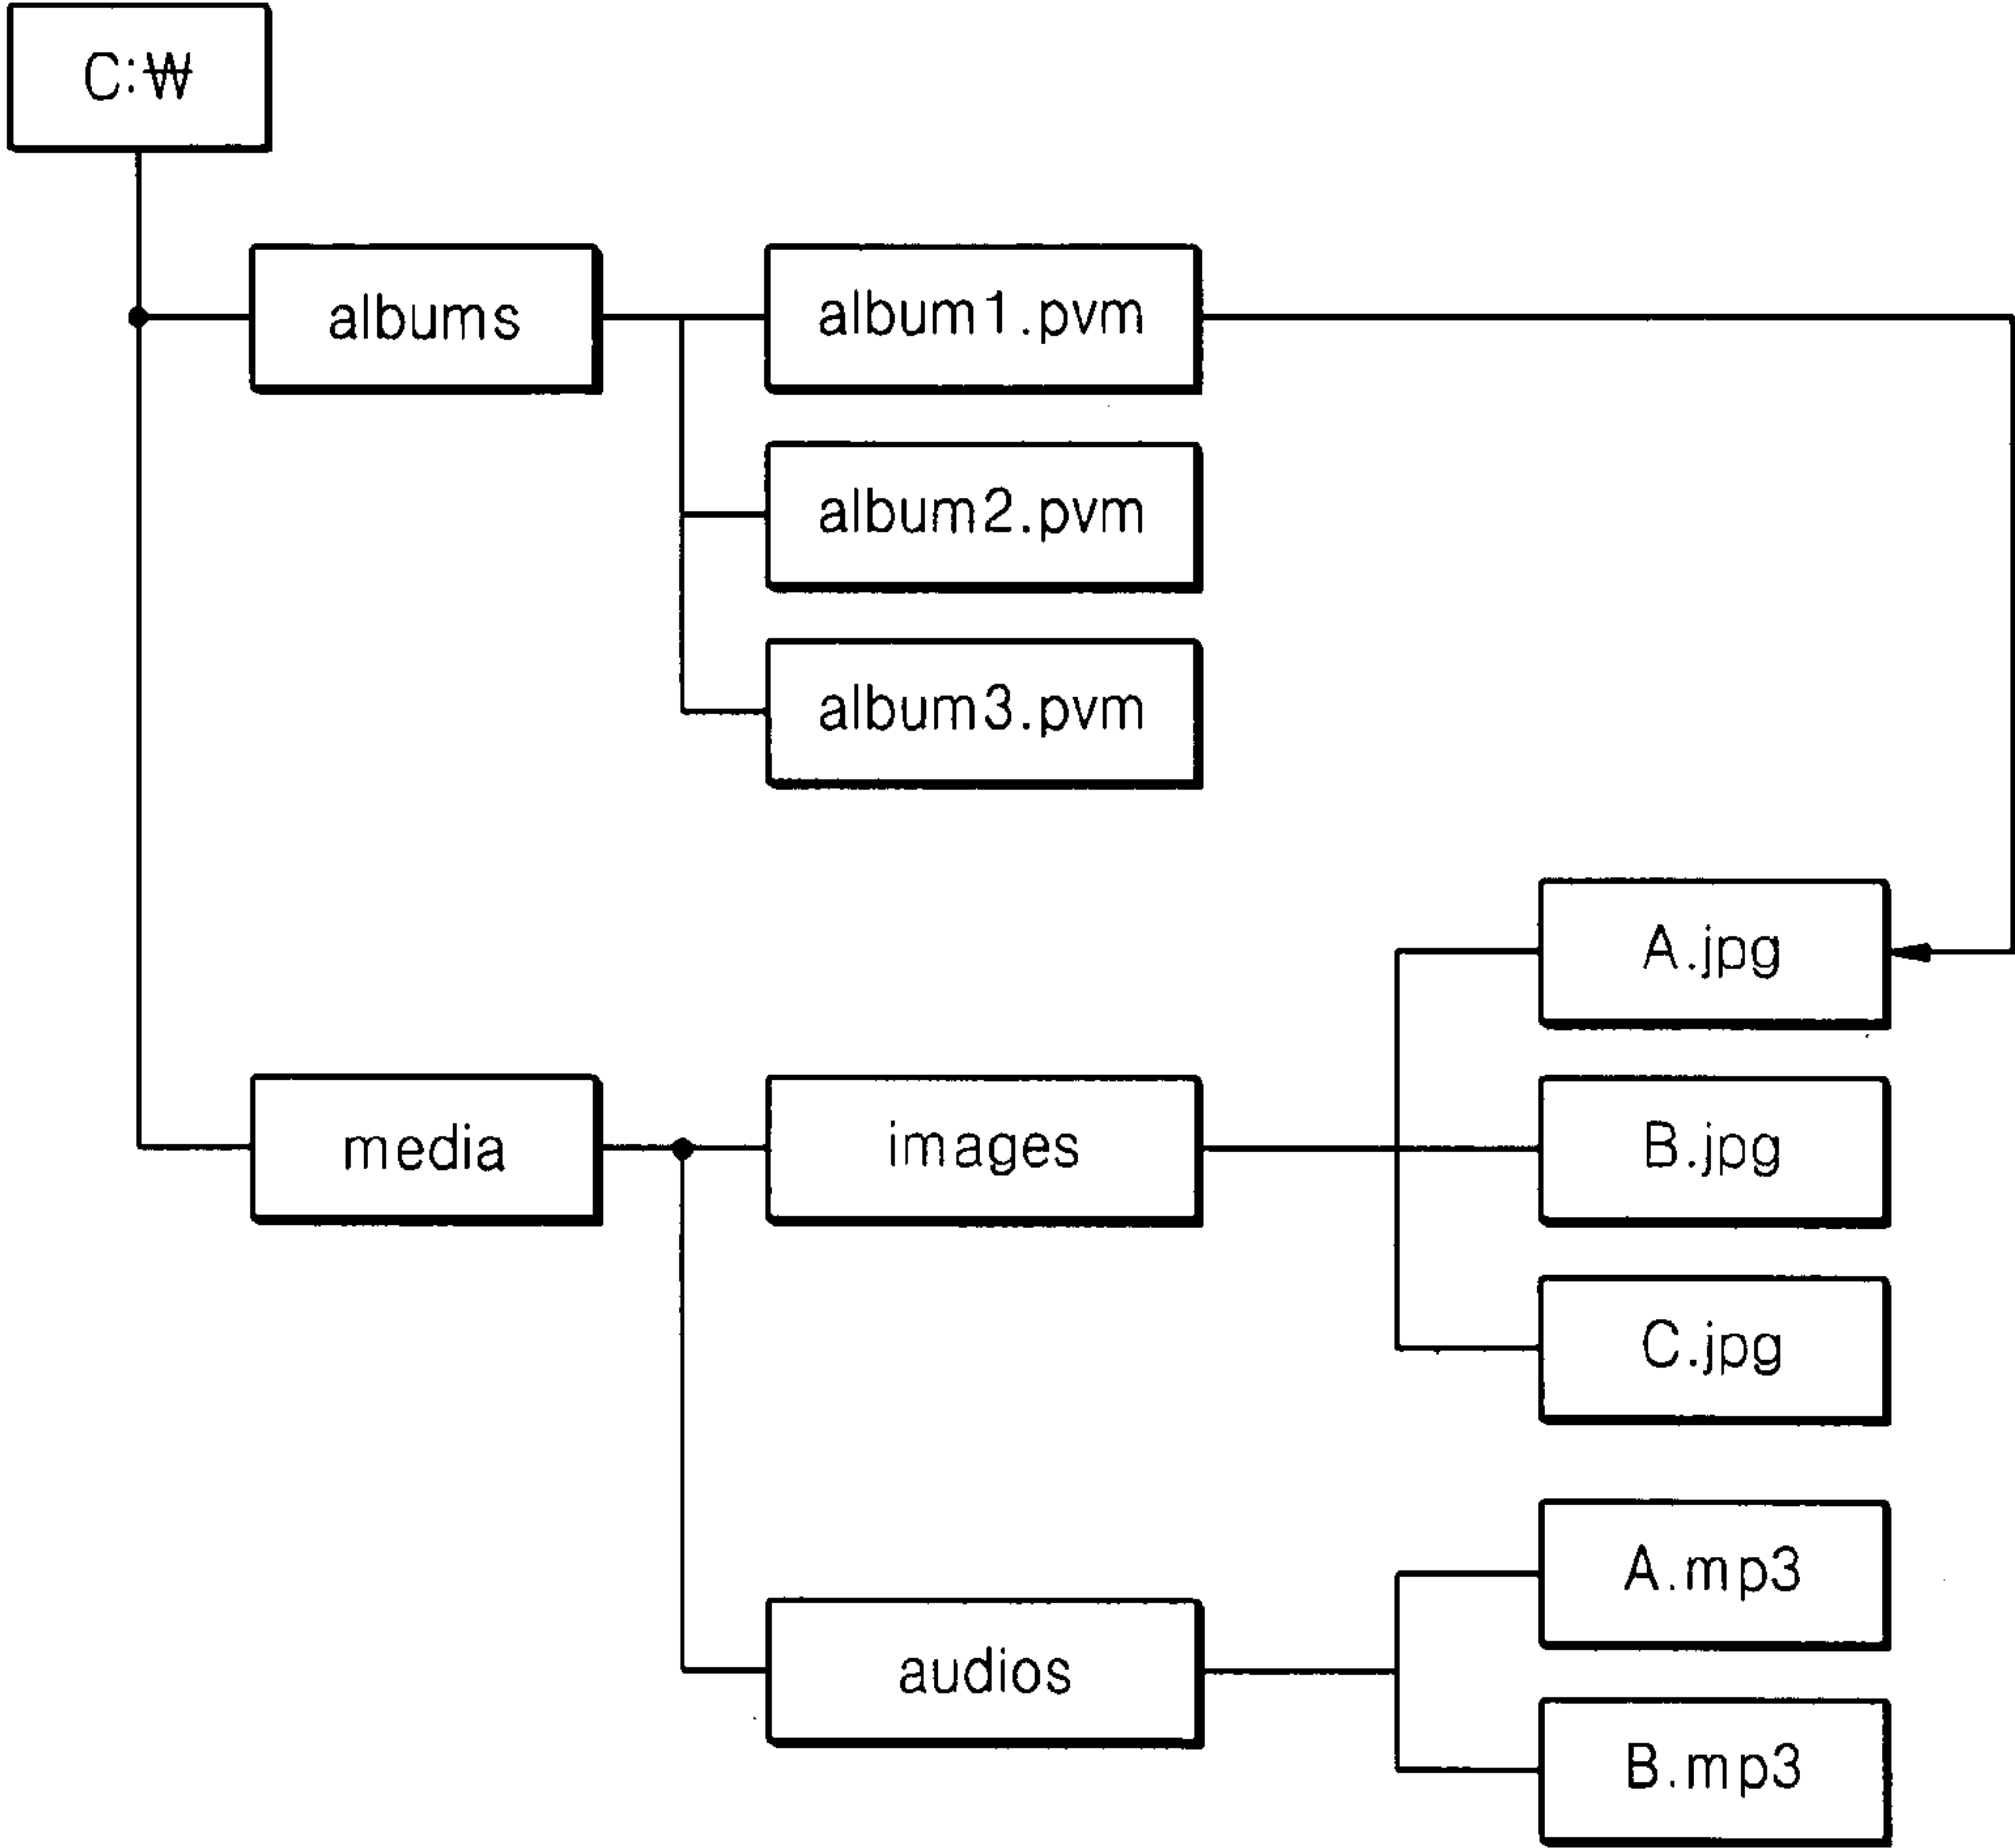 C:₩
albums
album1.pvm
album2.pvm
album3.pvm
A.jpg
media
images
B.jpg
C.jpg
A.mp3
audios
B.mp3